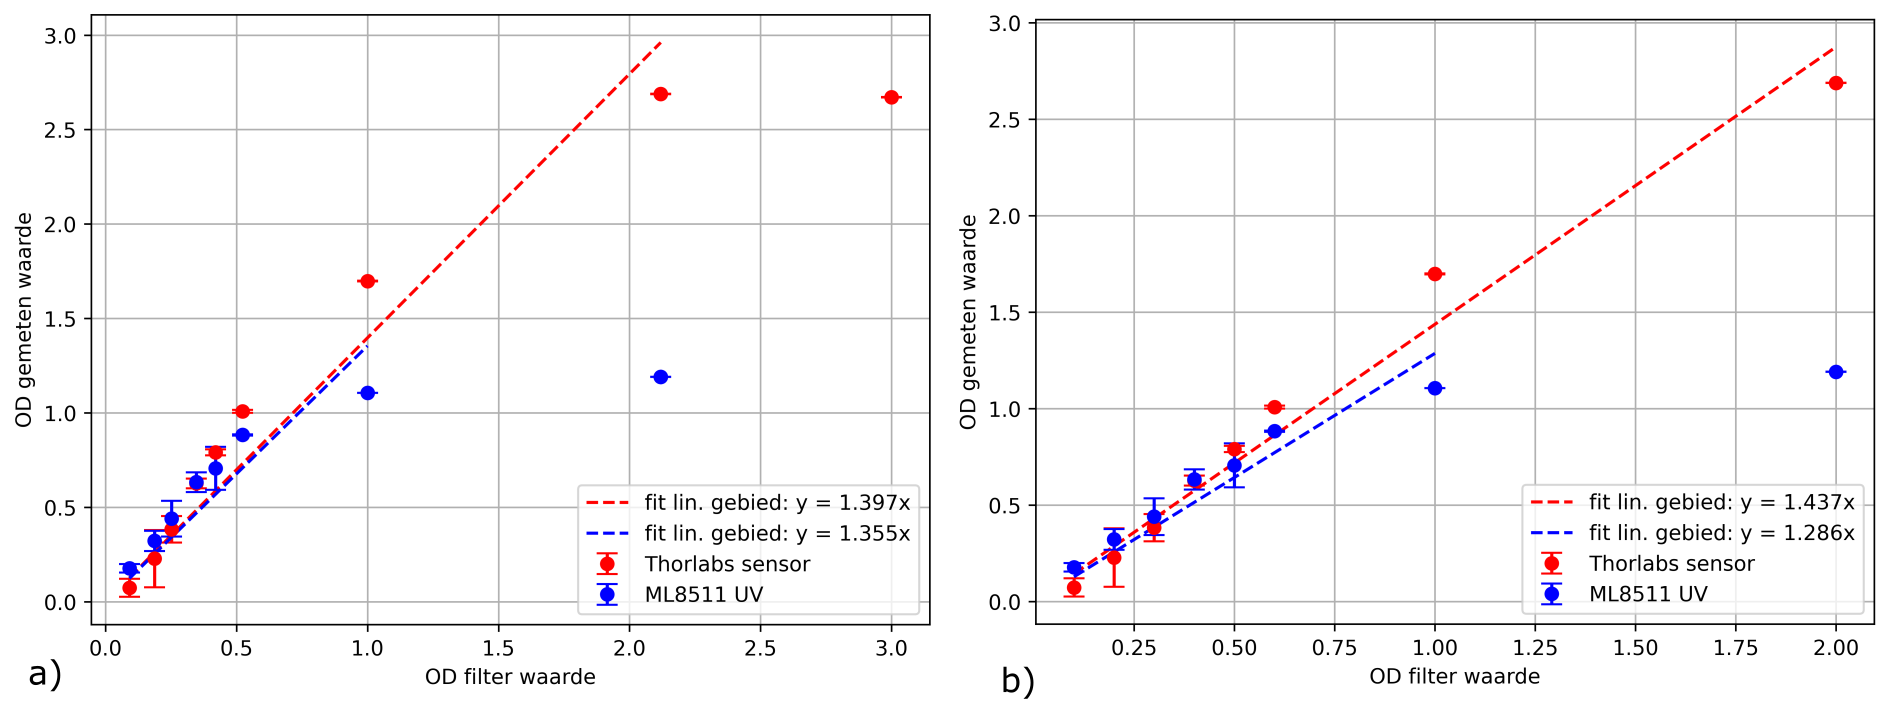 3.0
2.5
2.0
1.5
1.0
0.5
0.0
OD gemeten waarde
0.0 0.5 1.0 1.5 2.0 2.5 3.0
OD filter waarde
fit lin. gebied: y = 1.397x
fit lin. gebied: y = 1.355x
Thorlabs sensor
ML8511 UV
a)
3.0
2.5
2.0
1.5
1.0
0.5
0.0
OD gemeten waarde
0.25 0.50 0.75 1.00 1.25 1.50 1.75 2.00
OD filter waarde
fit lin. gebied: y = 1.437x
fit lin. gebied: y = 1.286x
Thorlabs sensor
ML8511 UV
b)